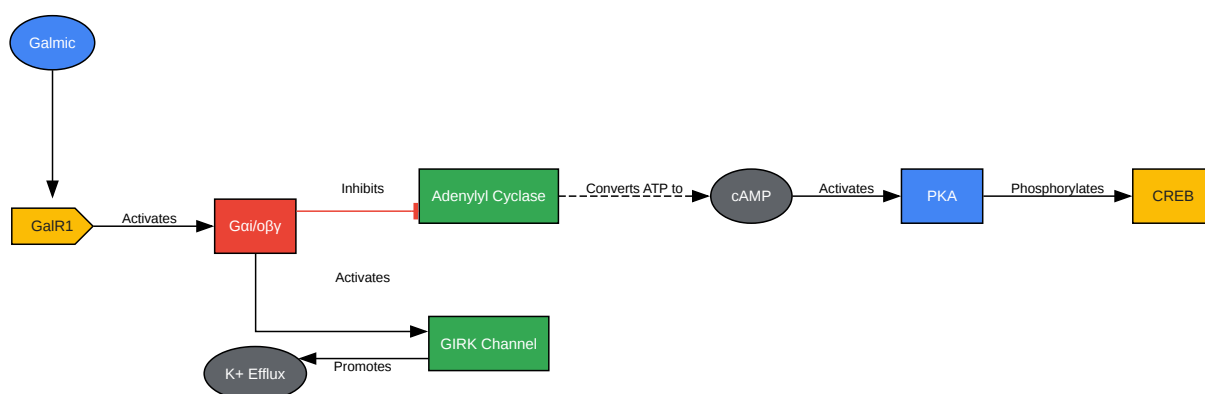 Galmic
GalR1
Activates
Gαi/οβγ
Inhibits
Adenylyl Cyclase
Converts ATP to
cAMP
Activates
PKA
Phosphorylates
CREB
Activates
GIRK Channel
Promotes
K+ Efflux